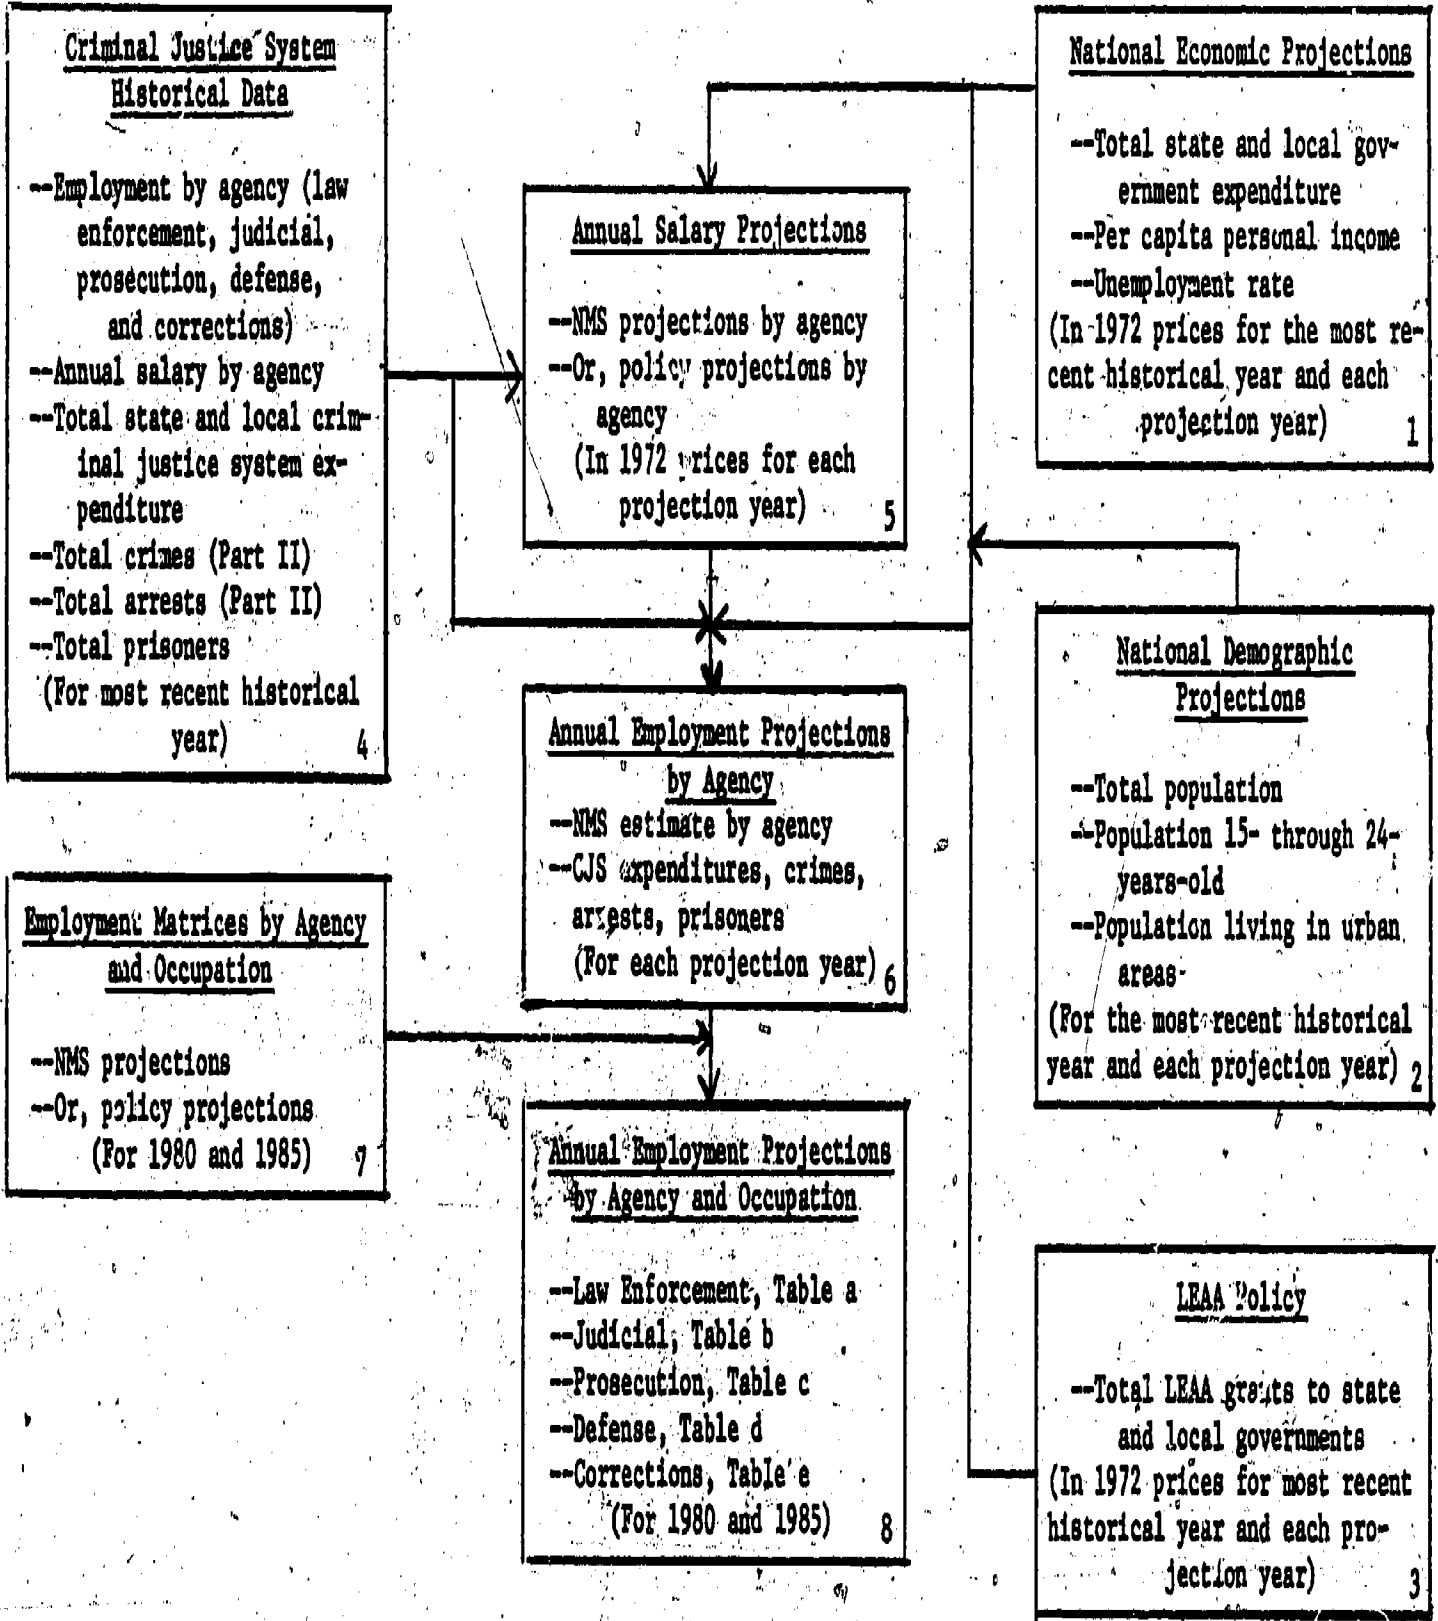 Criminal Justice System
Historical Data
--Employment by agency (law
enforcement, judicial,
prosecution, defense,
and corrections)
--Annual salary by agency
--Total state and local crim-
inal justice system ex-
penditure
--Total crimes (Part II)
--Total arrests (Part II)
--Total prisoners
(For most recent historical
year) 4
Employment Matrices by Agency
and Occupation
--NMS projections
--Or, policy projections
(For 1980 and 1985) 7
Annual Salary Projections
--NMS projections by agency
--Or, policy projections by
agency
(In 1972 prices for each
projection year) 5
Annual Employment Projections
by Agency
--NMS estimate by agency
--CJS expenditures, crimes,
arrests, prisoners
(For each projection year) 6
Annual Employment Projections
by Agency and Occupation
--Law Enforcement, Table a
--Judicial, Table b
--Prosecution, Table c
--Defense, Table d
--Corrections, Table e
(For 1980 and 1985) 8
National Economic Projections
--Total state and local gov-
ernment expenditure
--Per capita personal income
--Unemployment rate
(In 1972 prices for the most re-
cent historical year and each
projection year) 1
National Demographic
Projections
--Total population
--Population 15- through 24-
years-old
--Population living in urban
areas
(For the most recent historical
year and each projection year) 2
LEAA Policy
--Total LEAA grants to state
and local governments
(In 1972 prices for most recent
historical year and each pro-
jection year) 3